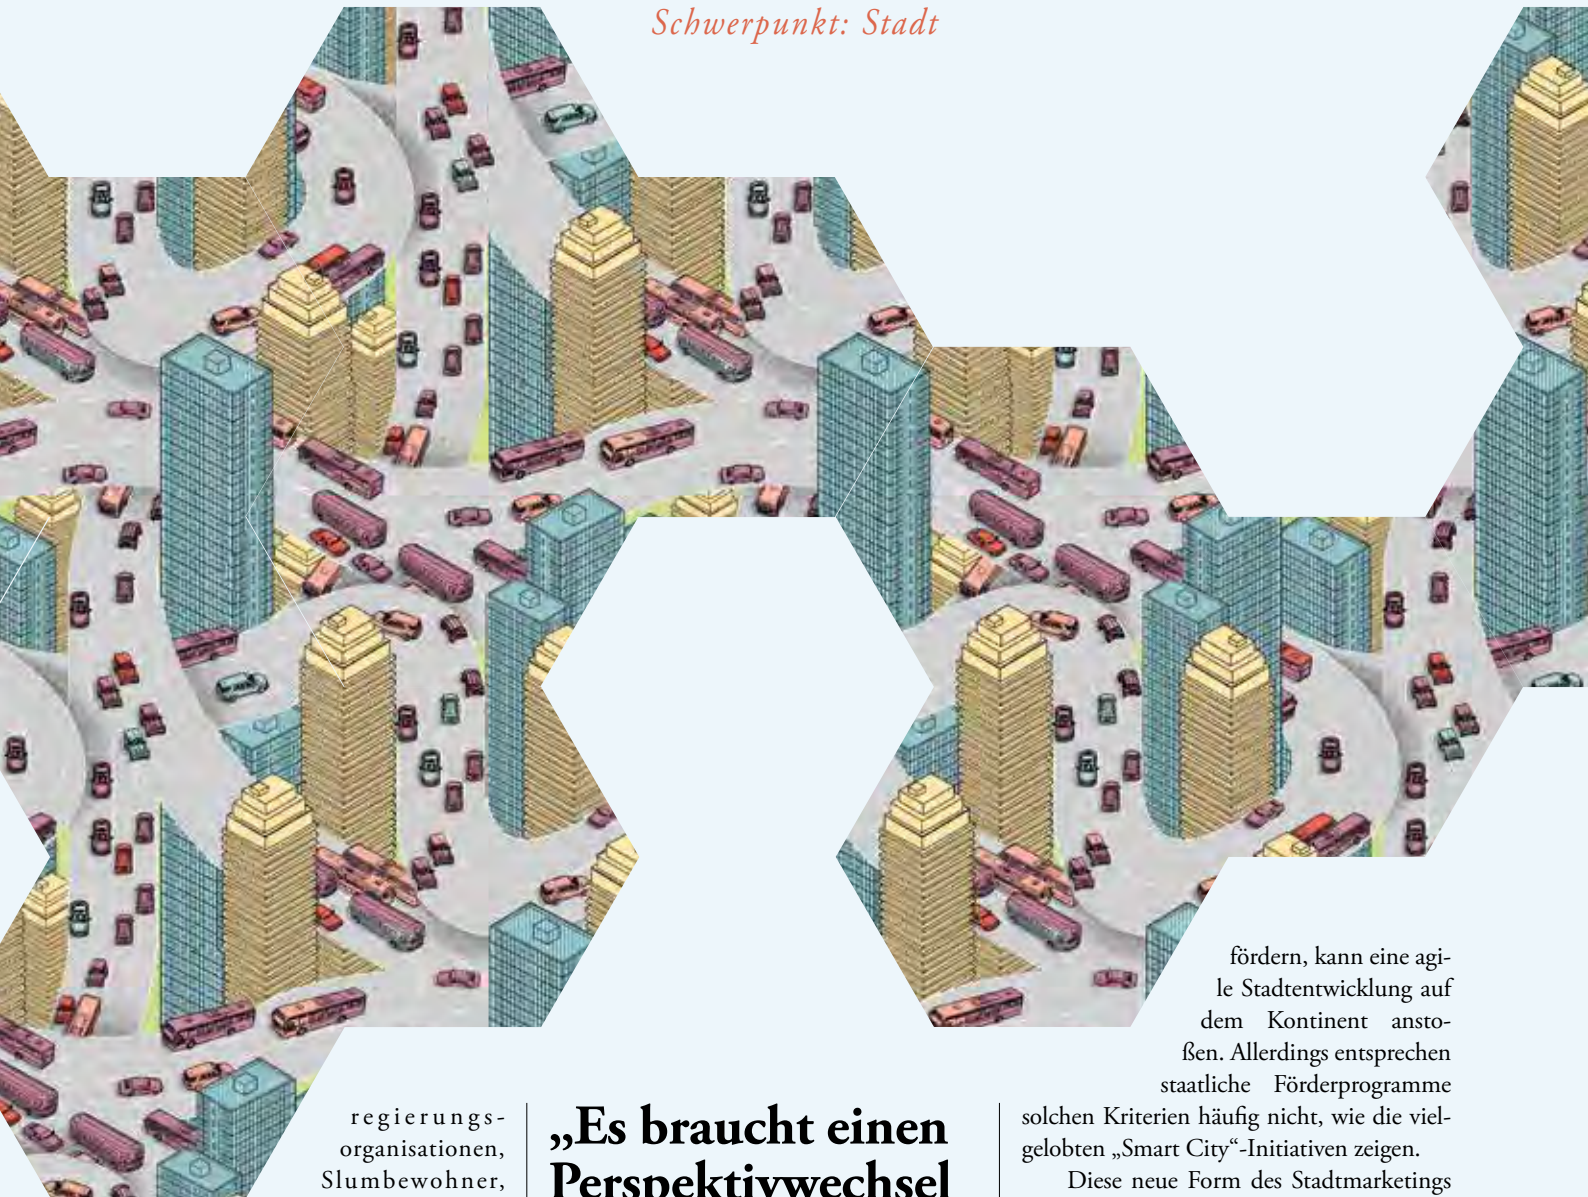 Schwerpunkt: Stadt
regierungs-
organisationen,
Slumbewohner,
„Es braucht einen
Perspektivwechsel
fördern, kann eine agi-
le Stadtentwicklung auf
dem Kontinent ansto-
ßen. Allerdings entsprechen
staatliche Förderprogramme
solchen Kriterien häufig nicht, wie die viel-
gelobten „Smart City“-Initiativen zeigen.
Diese neue Form des Stadtmarketings